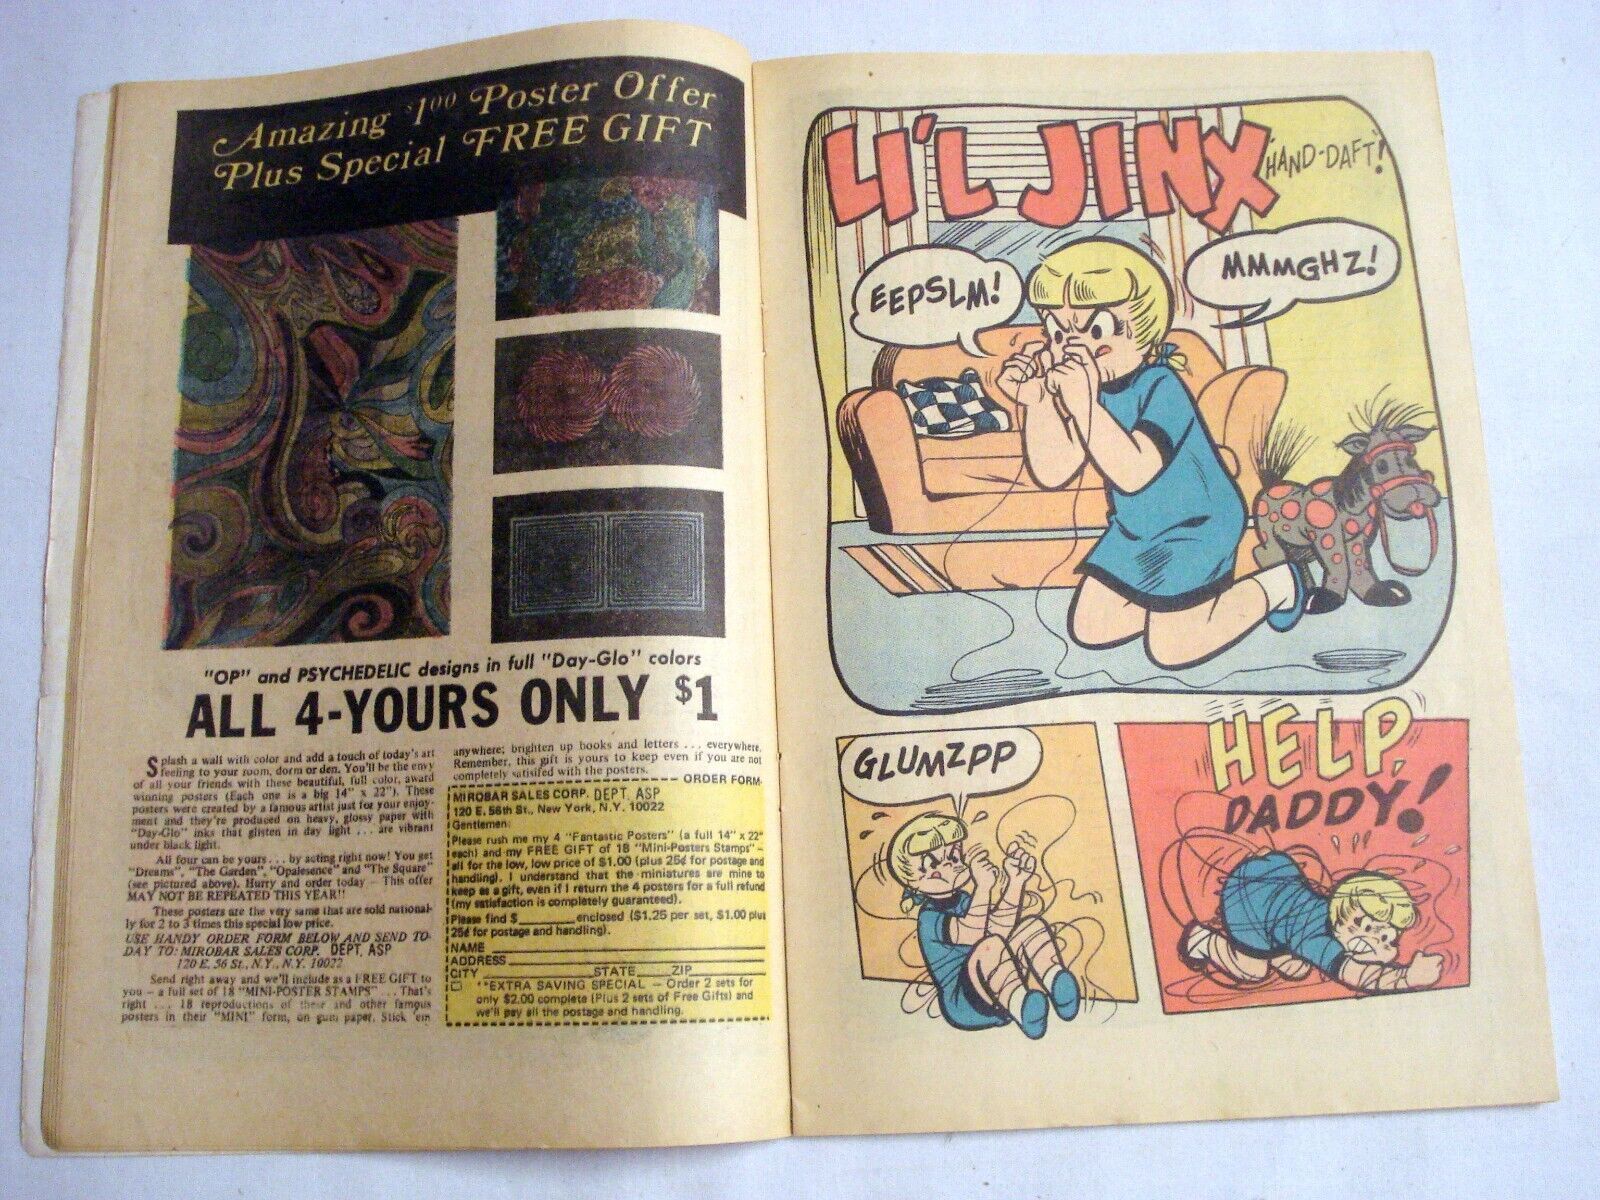 Amazing $1.00 Poster Offer
Plus Special FREE GIFT
"OP" and PSYCHEDELIC designs in full "Day-Glo" colors
ALL 4-YOURS ONLY $1
Splash a wall with color and add a touch of today's art
feeling to your room, dorm or den. You'll be the envy
of all your friends with these beautiful, full color, award
winning posters (Each one is a big 14" x 22"). These
posters were created by a famous artist just for your enjoy-
ment and they're produced on heavy, glossy paper with
"Day-Glo" inks that glisten in day light ... are vibrant
under black light.
All four can be yours ... by acting right now! You get
"Dreams", "The Garden", "Opalesence" and "The Square"
(see pictured above). Hurry and order today - This offer
MAY NOT BE REPEATED THIS YEAR!!
These posters are the very same that are sold national-
ly for 2 to 3 times this special low price.
USE HANDY ORDER FORM BELOW AND SEND TO-
DAY TO: MIROBAR SALES CORP. DEPT. ASP
120 E. 56 St., N.Y., N.Y. 10022
Send right away and we'll include as a FREE GIFT to
you - a full set of 18 "MINI-POSTER STAMPS" ... That's
right ... 18 reproductions of these and other famous
posters in their "MINI" form, on gum paper. Stick 'em
anywhere; brighten up books and letters ... everywhere.
Remember, this gift is yours to keep even if you are not
completely satisifed with the posters.
ORDER FORM
MIROBAR SALES CORP. DEPT. ASP
120 E. 56th St., New York, N.Y. 10022
Gentlemen:
Please rush me my 4 "Fantastic Posters" (a full 14" x 22"
each) and my FREE GIFT of 18 "Mini-Posters Stamps" -
all for the low, low price of $1.00 (plus 25¢ for postage and
handling). I understand that the miniatures are mine to
keep as a gift, even if I return the 4 posters for a full refund
(my satisfaction is completely guaranteed).
Please find $ enclosed ($1.25 per set, $1.00 plus
25¢ for postage and handling).
NAME
ADDRESS
CITY STATE ZIP
**EXTRA SAVING SPECIAL - Order 2 sets for
only $2.00 complete (Plus 2 sets of Free Gifts) and
we'll pay all the postage and handling.
LI'L JINX
"HAND-DAFT!"
EEPSLM!
MMMGHZ!
GLUMZPP
HELP,
DADDY!